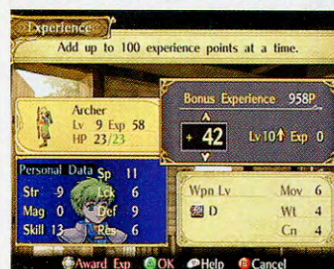 Experience
Add up to 100 experience points at a time.
Archer
Lv 9 Exp 58
HP 23/23
Bonus Experience 958P
+ 42 Lv10↑ Exp 0
Personal Data Sp 11
Str 9 Lck 6
Mag 0 Def 9
Skill 13 Res 6
Wpn Lv Mov 6
D Wt 4
Cn 4
Award Exp OK Help Cancel